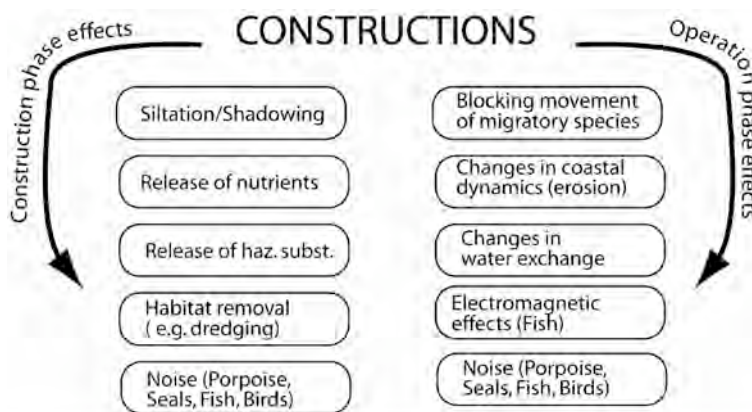 CONSTRUCTIONS
Construction phase effects
Siltation/Shadowing
Release of nutrients
Release of haz. subst.
Habitat removal
( e.g. dredging)
Noise (Porpoise,
Seals, Fish, Birds)
Operation phase effects
Blocking movement
of migratory species
Changes in coastal
dynamics (erosion)
Changes in
water exchange
Electromagnetic
effects (Fish)
Noise (Porpoise,
Seals, Fish, Birds)